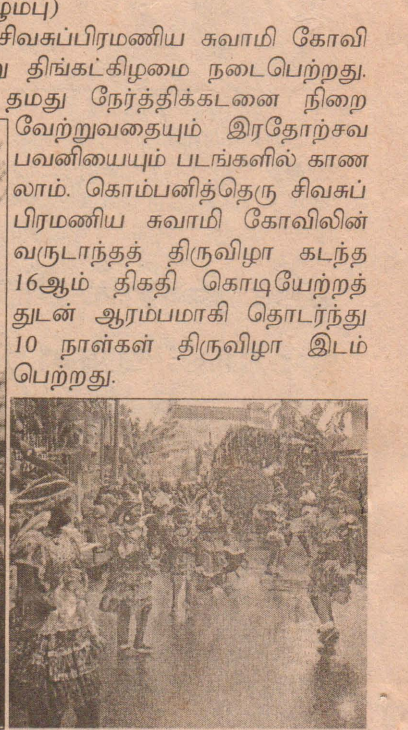 சிவசுப்பிரமணிய சுவாமி கோவி
திங்கட்கிழமை நடைபெற்றது.
தமது நேர்த்திக்கடனை நிறை
வேற்றுவதையும் இரதோற்சவ
பவனியையும் படங்களில் காண
லாம். கொம்பனித்தெரு சிவசுப்
பிரமணிய சுவாமி கோவிலின்
வருடாந்தத் திருவிழா கடந்த
16ஆம் திகதி கொடியேற்றத்
துடன் ஆரம்பமாகி தொடர்ந்து
10 நாள்கள் திருவிழா இடம்
பெற்றது.